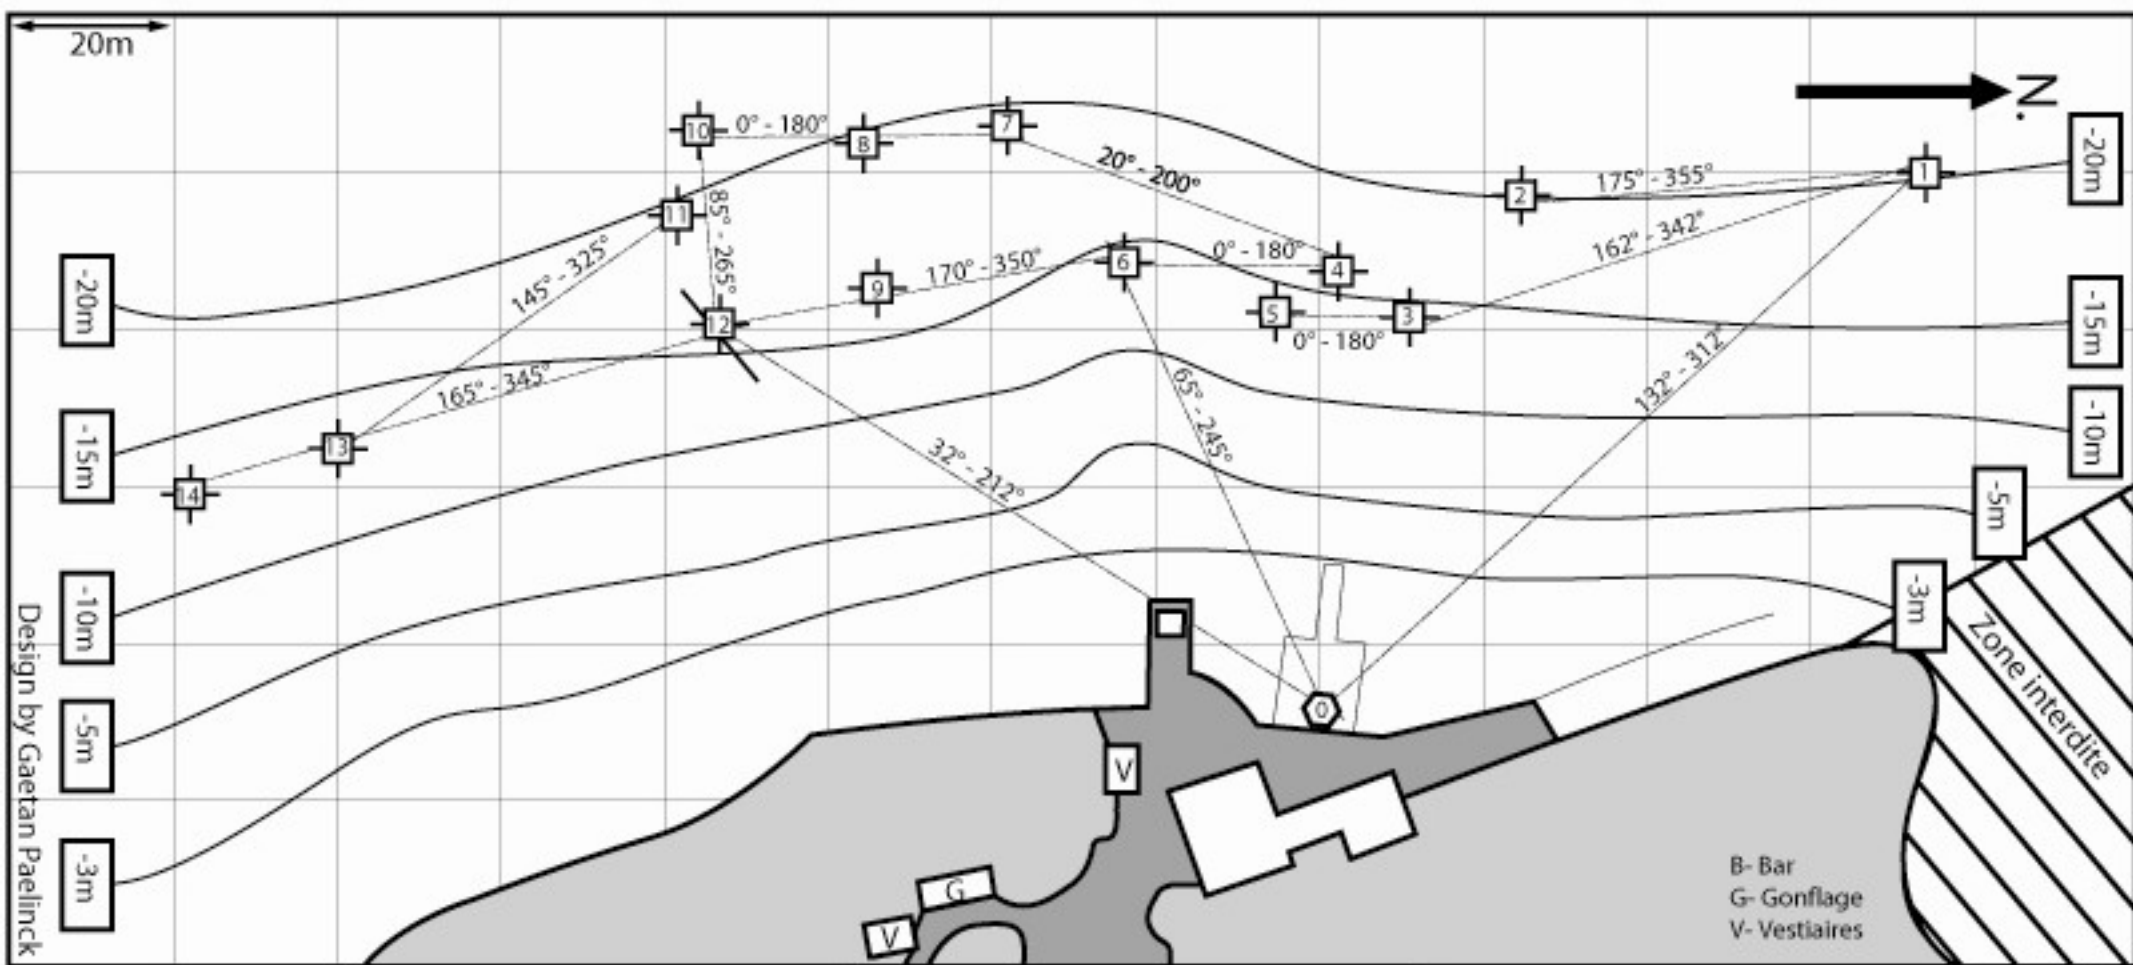 20m
N.
10
0° - 180°
8
7
20° - 200°
2
175° - 355°
1
-20m
11
85° - 265°
162° - 342°
-20m
145° - 325°
9
170° - 350°
6
0° - 180°
4
12
5
3
0° - 180°
-15m
165° - 345°
65° - 245°
132° - 312°
-15m
13
32° - 212°
-10m
14
-5m
-10m
-3m
0
Zone interdite
-5m
V
-3m
G
V
B- Bar
G- Gonflage
V- Vestiaires
Design by Gaetan Paelinck